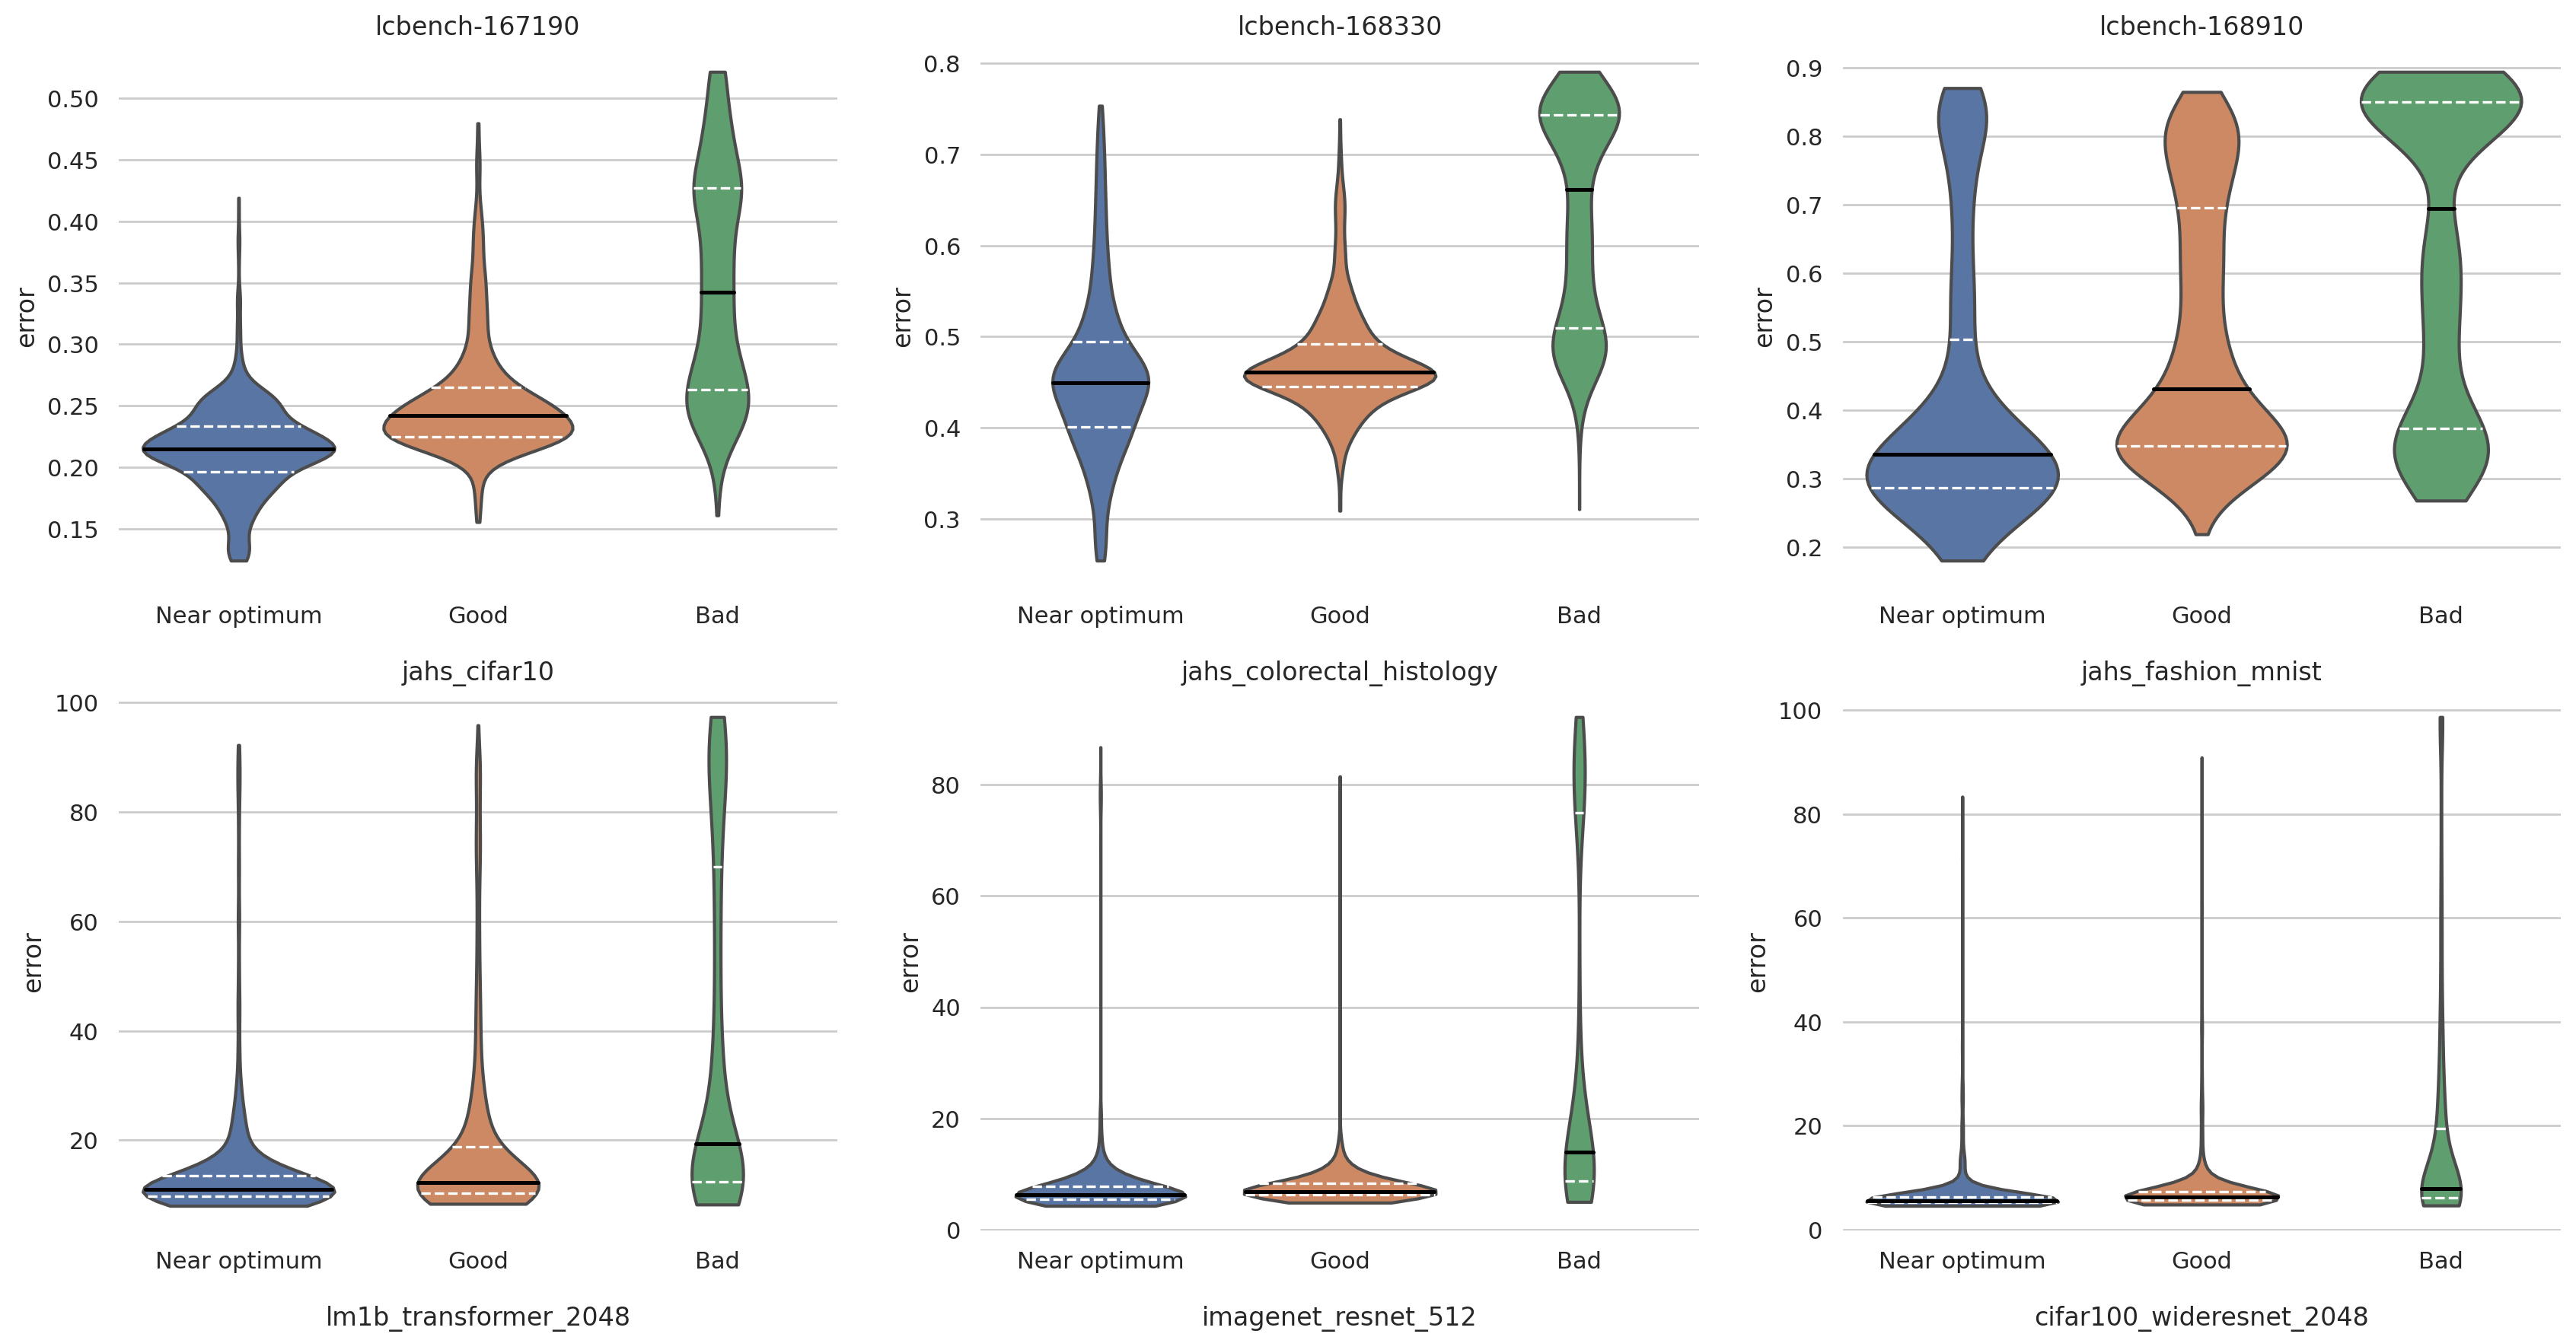 lcbench-167190
lcbench-168330
lcbench-168910
error
0.50
0.45
0.40
0.35
0.30
0.25
0.20
0.15
Near optimum
Good
Bad
error
0.8
0.7
0.6
0.5
0.4
0.3
Near optimum
Good
Bad
error
0.9
0.8
0.7
0.6
0.5
0.4
0.3
0.2
Near optimum
Good
Bad
jahs_cifar10
jahs_colorectal_histology
jahs_fashion_mnist
error
100
80
60
40
20
Near optimum
Good
Bad
error
80
60
40
20
0
Near optimum
Good
Bad
error
100
80
60
40
20
0
Near optimum
Good
Bad
lm1b_transformer_2048
imagenet_resnet_512
cifar100_wideresnet_2048